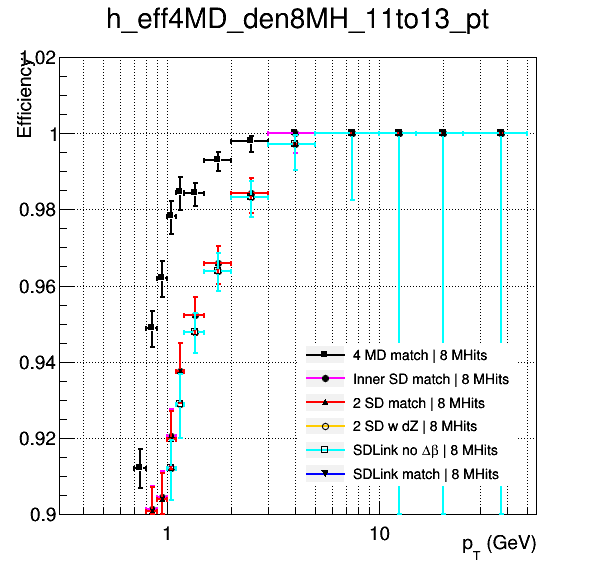 h_eff4MD_den8MH_11to13_pt
Efficiency
1.02
1
0.98
0.96
0.94
0.92
0.9
4 MD match | 8 MHits
Inner SD match | 8 MHits
2 SD match | 8 MHits
2 SD w dZ | 8 MHits
SDLink no Δβ | 8 MHits
SDLink match | 8 MHits
1
10
p_T (GeV)